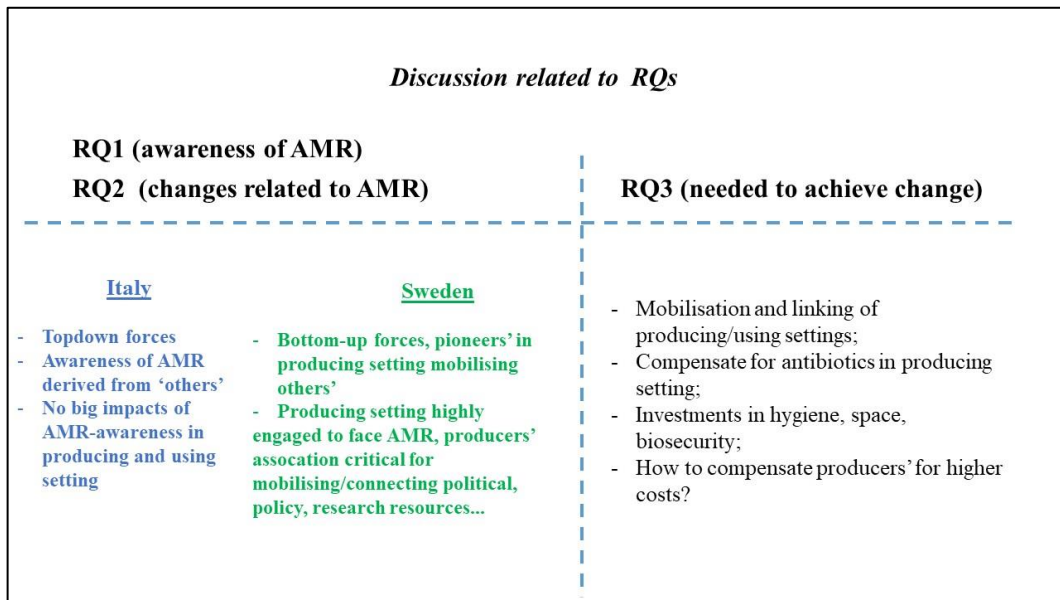 Discussion related to RQs
RQ1 (awareness of AMR)
RQ2 (changes related to AMR)
RQ3 (needed to achieve change)
Italy
- Topdown forces
- Awareness of AMR
derived from ‘others’
- No big impacts of
AMR-awareness in
producing and using
setting
Sweden
- Bottom-up forces, pioneers’ in
producing setting mobilising
others’
- Producing setting highly
engaged to face AMR, producers’
assocation critical for
mobilising/connecting political,
policy, research resources...
- Mobilisation and linking of
producing/using settings;
- Compensate for antibiotics in producing
setting;
- Investments in hygiene, space,
biosecurity;
- How to compensate producers’ for higher
costs?